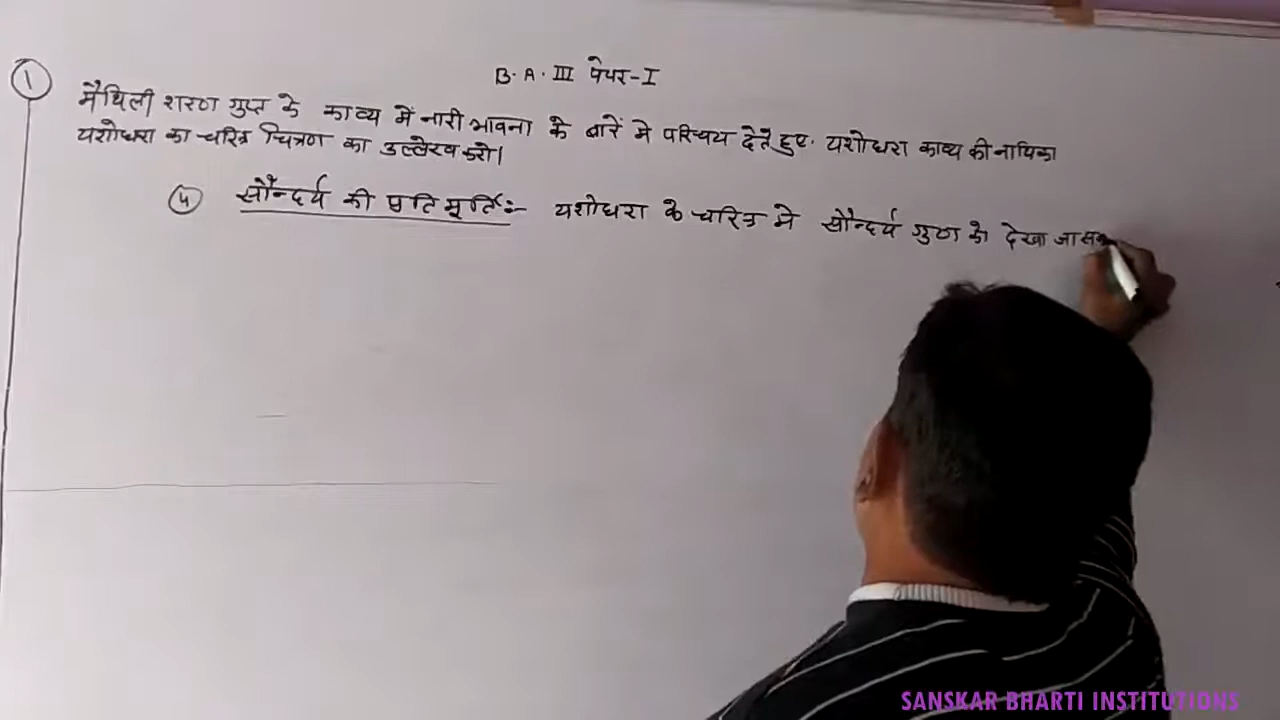 B.A. III पेपर-I
① मैथिली शरण गुप्त के काव्य में नारी भावना के बारें मे परिचय देते हुए. यशोधरा काव्य की नायिका
यशोधरा का चरित्र चित्रण का उल्लेख करो।
④ सौन्दर्य की प्रति मूर्ति:- यशोधरा के चरित्र मे सौन्दर्य गुण को देखा जा सक
SANSKAR BHARTI INSTITUTIONS